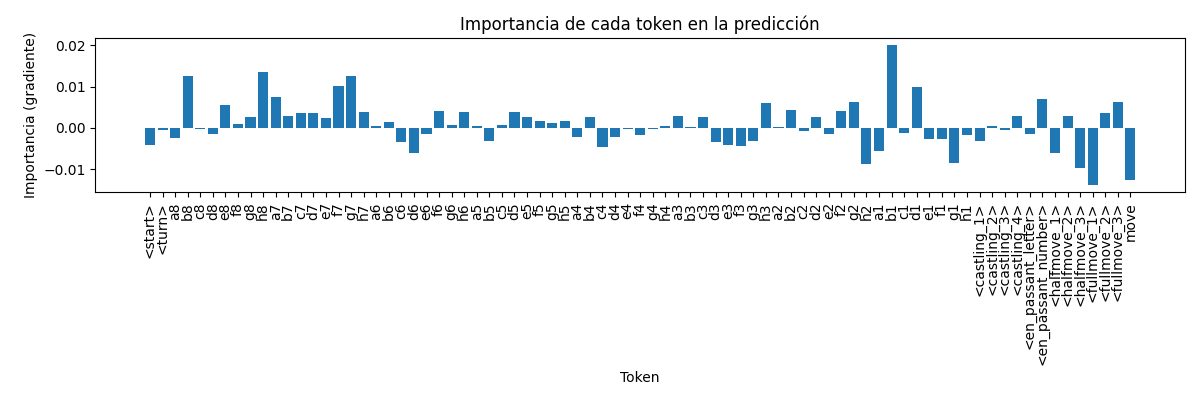 Importancia de cada token en la predicción
Importancia (gradiente)
0.02
0.01
0.00
−0.01
<start>
<turn>
a8
b8
c8
d8
e8
f8
g8
h8
a7
b7
c7
d7
e7
f7
g7
h7
a6
b6
c6
d6
e6
f6
g6
h6
a5
b5
c5
d5
e5
f5
g5
h5
a4
b4
c4
d4
e4
f4
g4
h4
a3
b3
c3
d3
e3
f3
g3
h3
a2
b2
c2
d2
e2
f2
g2
h2
a1
b1
c1
d1
e1
f1
g1
h1
<castling_1>
<castling_2>
<castling_3>
<castling_4>
<en_passant_letter>
<en_passant_number>
<halfmove_1>
<halfmove_2>
<halfmove_3>
<fullmove_1>
<fullmove_2>
<fullmove_3>
move
Token